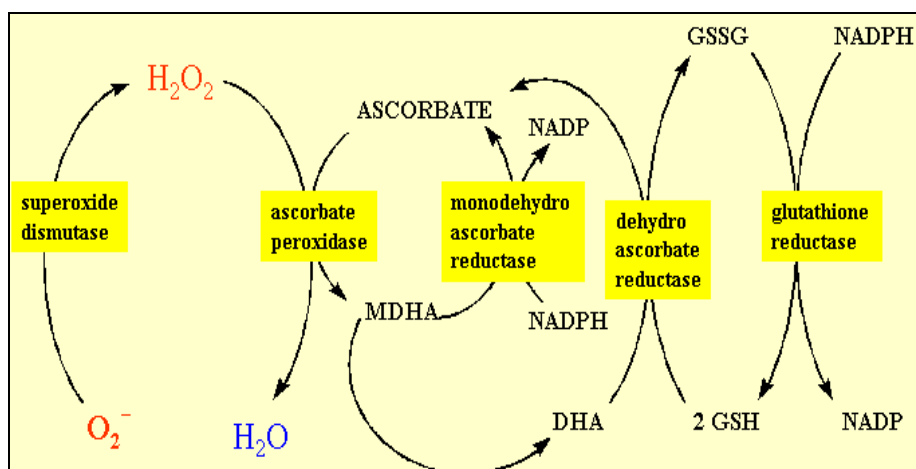 GSSG
NADPH
H₂O₂
ASCORBATE
NADP
superoxide
dismutase
ascorbate
peroxidase
monodehydro
ascorbate
reductase
dehydro
ascorbate
reductase
glutathione
reductase
MDHA
NADPH
O₂⁻
H₂O
DHA
2 GSH
NADP